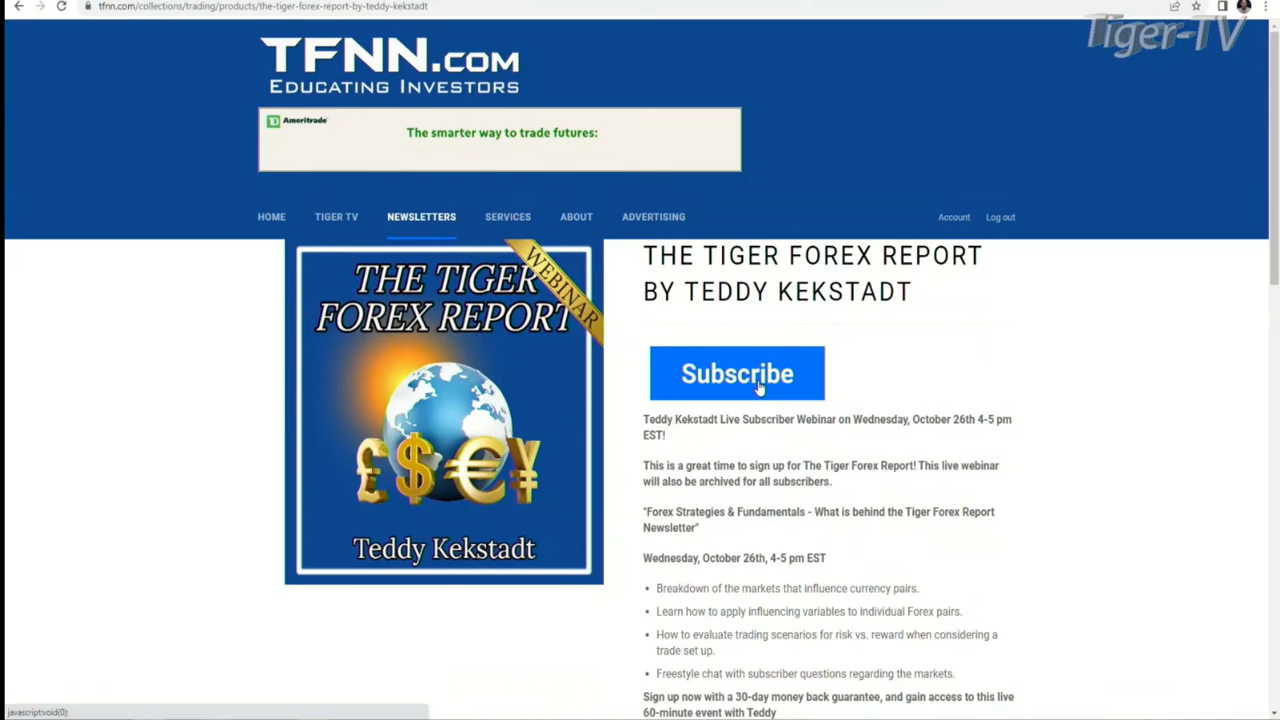 tfnn.com/collections/trading/products/the-tiger-forex-report-by-teddy-kekstadt
Tiger-TV
TFNN.COM
EDUCATING INVESTORS
TD Ameritrade
The smarter way to trade futures:
HOME TIGER TV NEWSLETTERS SERVICES ABOUT ADVERTISING Account Log out
THE TIGER
FOREX REPORT
WEBINAR
Teddy Kekstadt
THE TIGER FOREX REPORT
BY TEDDY KEKSTADT
Subscribe
Teddy Kekstadt Live Subscriber Webinar on Wednesday, October 26th 4-5 pm
EST!
This is a great time to sign up for The Tiger Forex Report! This live webinar
will also be archived for all subscribers.
"Forex Strategies & Fundamentals - What is behind the Tiger Forex Report
Newsletter"
Wednesday, October 26th, 4-5 pm EST
• Breakdown of the markets that influence currency pairs.
• Learn how to apply influencing variables to individual Forex pairs.
• How to evaluate trading scenarios for risk vs. reward when considering a
trade set up.
• Freestyle chat with subscriber questions regarding the markets.
Sign up now with a 30-day money back guarantee, and gain access to this live
60-minute event with Teddy
javascript:void(0);